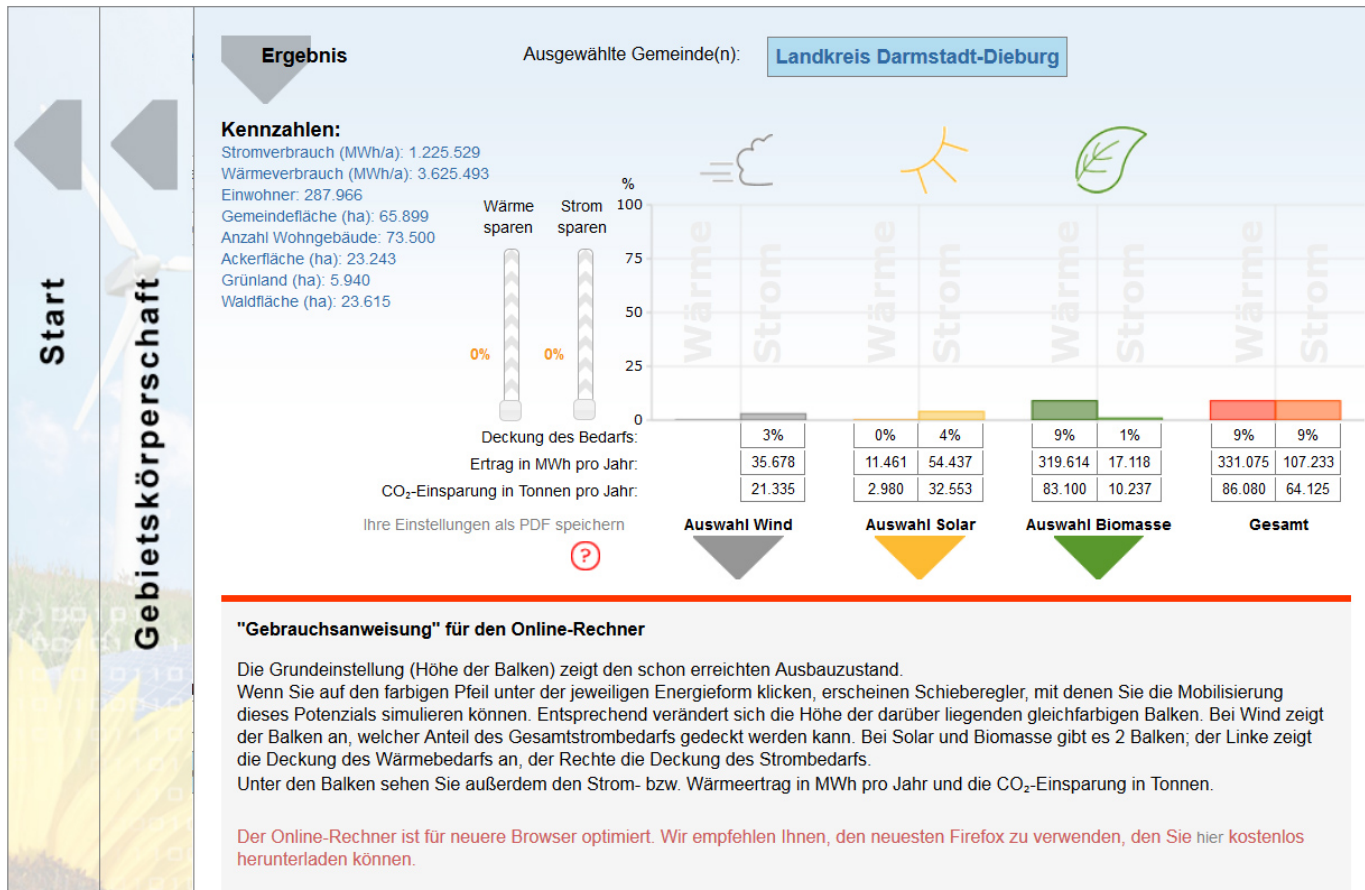 Start
Gebietskörperschaft
Ergebnis
Ausgewählte Gemeinde(n):
Landkreis Darmstadt-Dieburg
Kennzahlen:
Stromverbrauch (MWh/a): 1.225.529
Wärmeverbrauch (MWh/a): 3.625.493
Einwohner: 287.966
Gemeindefläche (ha): 65.899
Anzahl Wohngebäude: 73.500
Ackerfläche (ha): 23.243
Grünland (ha): 5.940
Waldfläche (ha): 23.615
Wärme sparen
Strom sparen
0%
0%
%
100
75
50
25
0
Wärme Strom Wärme Strom Wärme Strom Wärme Strom
Deckung des Bedarfs: 3% 0% 4% 9% 1% 9% 9%
Ertrag in MWh pro Jahr: 35.678 11.461 54.437 319.614 17.118 331.075 107.233
CO₂-Einsparung in Tonnen pro Jahr: 21.335 2.980 32.553 83.100 10.237 86.080 64.125
Ihre Einstellungen als PDF speichern
?
Auswahl Wind Auswahl Solar Auswahl Biomasse Gesamt
"Gebrauchsanweisung" für den Online-Rechner
Die Grundeinstellung (Höhe der Balken) zeigt den schon erreichten Ausbauzustand.
Wenn Sie auf den farbigen Pfeil unter der jeweiligen Energieform klicken, erscheinen Schieberegler, mit denen Sie die Mobilisierung
dieses Potenzials simulieren können. Entsprechend verändert sich die Höhe der darüber liegenden gleichfarbigen Balken. Bei Wind zeigt
der Balken an, welcher Anteil des Gesamtstrombedarfs gedeckt werden kann. Bei Solar und Biomasse gibt es 2 Balken; der Linke zeigt
die Deckung des Wärmebedarfs an, der Rechte die Deckung des Strombedarfs.
Unter den Balken sehen Sie außerdem den Strom- bzw. Wärmeertrag in MWh pro Jahr und die CO₂-Einsparung in Tonnen.
Der Online-Rechner ist für neuere Browser optimiert. Wir empfehlen Ihnen, den neuesten Firefox zu verwenden, den Sie hier kostenlos
herunterladen können.